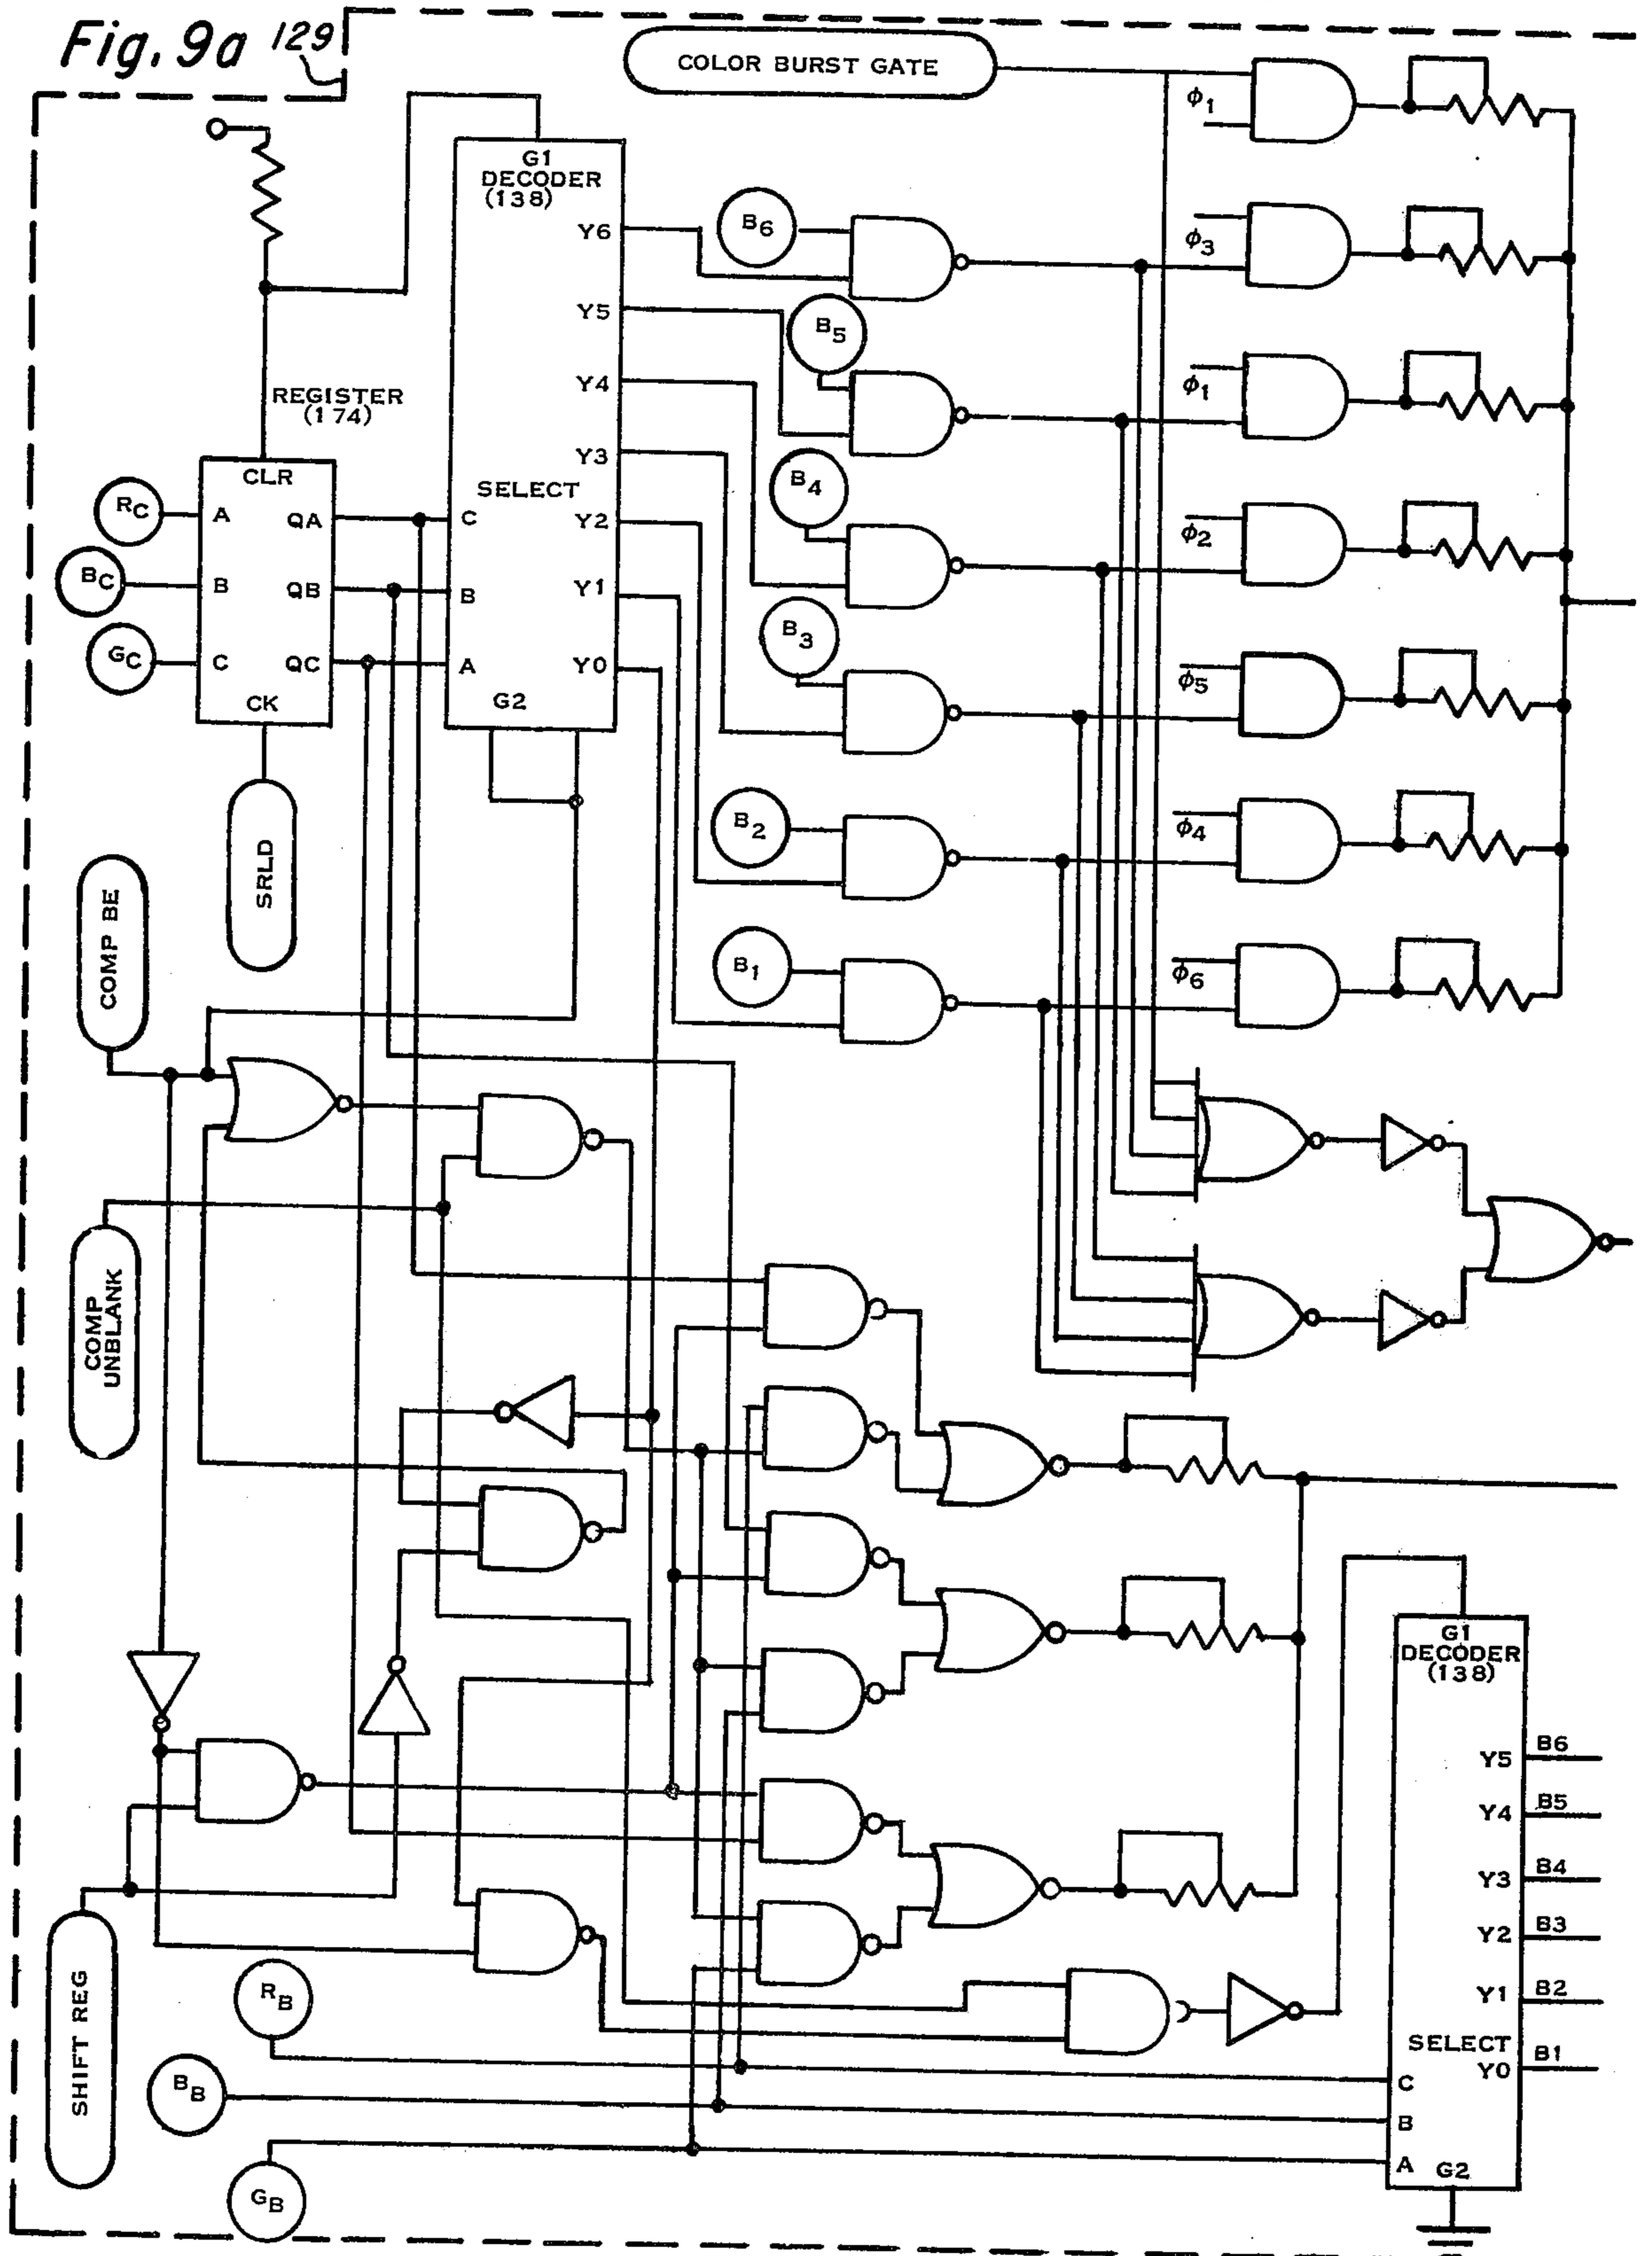 Fig. 9a
129
COLOR BURST GATE
ϕ1
G1
DECODER
(138)
Y6
Y5
Y4
Y3
Y2
Y1
Y0
SELECT
C
B
A
G2
REGISTER
(174)
CLR
A
QA
B
QB
C
QC
CK
RC
BC
GC
SRLD
B6
B5
B4
B3
B2
B1
ϕ3
ϕ1
ϕ2
ϕ5
ϕ4
ϕ6
COMP BE
COMP
UNBLANK
SHIFT REG
RB
BB
GB
G1
DECODER
(138)
Y5
B6
Y4
B5
Y3
B4
Y2
B3
Y1
B2
SELECT
Y0
B1
C
B
A
G2